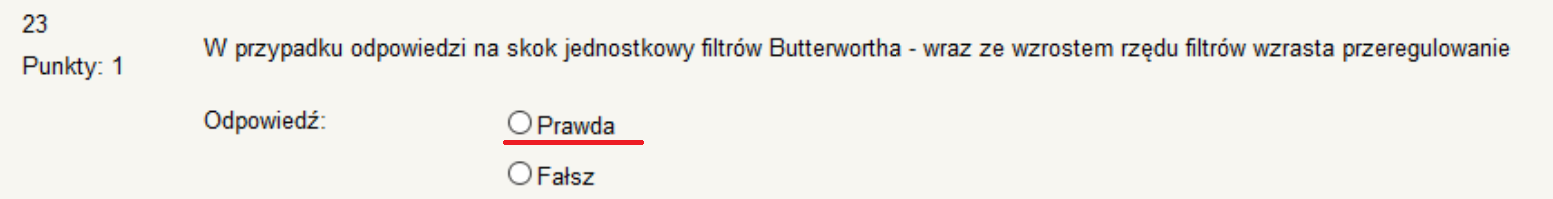 23
Punkty: 1
W przypadku odpowiedzi na skok jednostkowy filtrów Butterwortha - wraz ze wzrostem rzędu filtrów wzrasta przeregulowanie
Odpowiedź:
Prawda
Fałsz